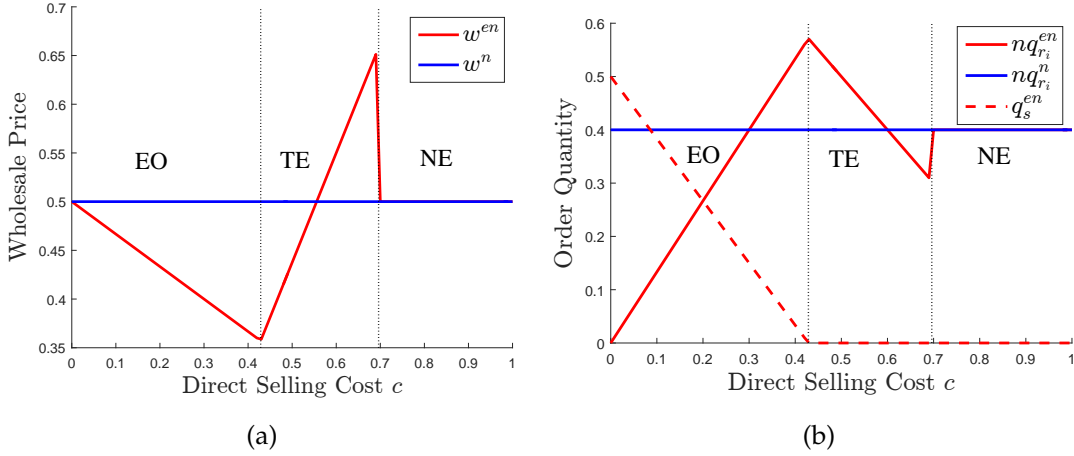 0.7
0.65
0.6
0.55
0.5
0.45
0.4
0.35
Wholesale Price
w^{en}
w^{n}
EO
TE
NE
0 0.1 0.2 0.3 0.4 0.5 0.6 0.7 0.8 0.9 1
Direct Selling Cost c
(a)
0.6
0.5
0.4
0.3
0.2
0.1
0
Order Quantity
nq_{r_i}^{en}
nq_{r_i}^{n}
q_s^{en}
EO
TE
NE
0 0.1 0.2 0.3 0.4 0.5 0.6 0.7 0.8 0.9 1
Direct Selling Cost c
(b)